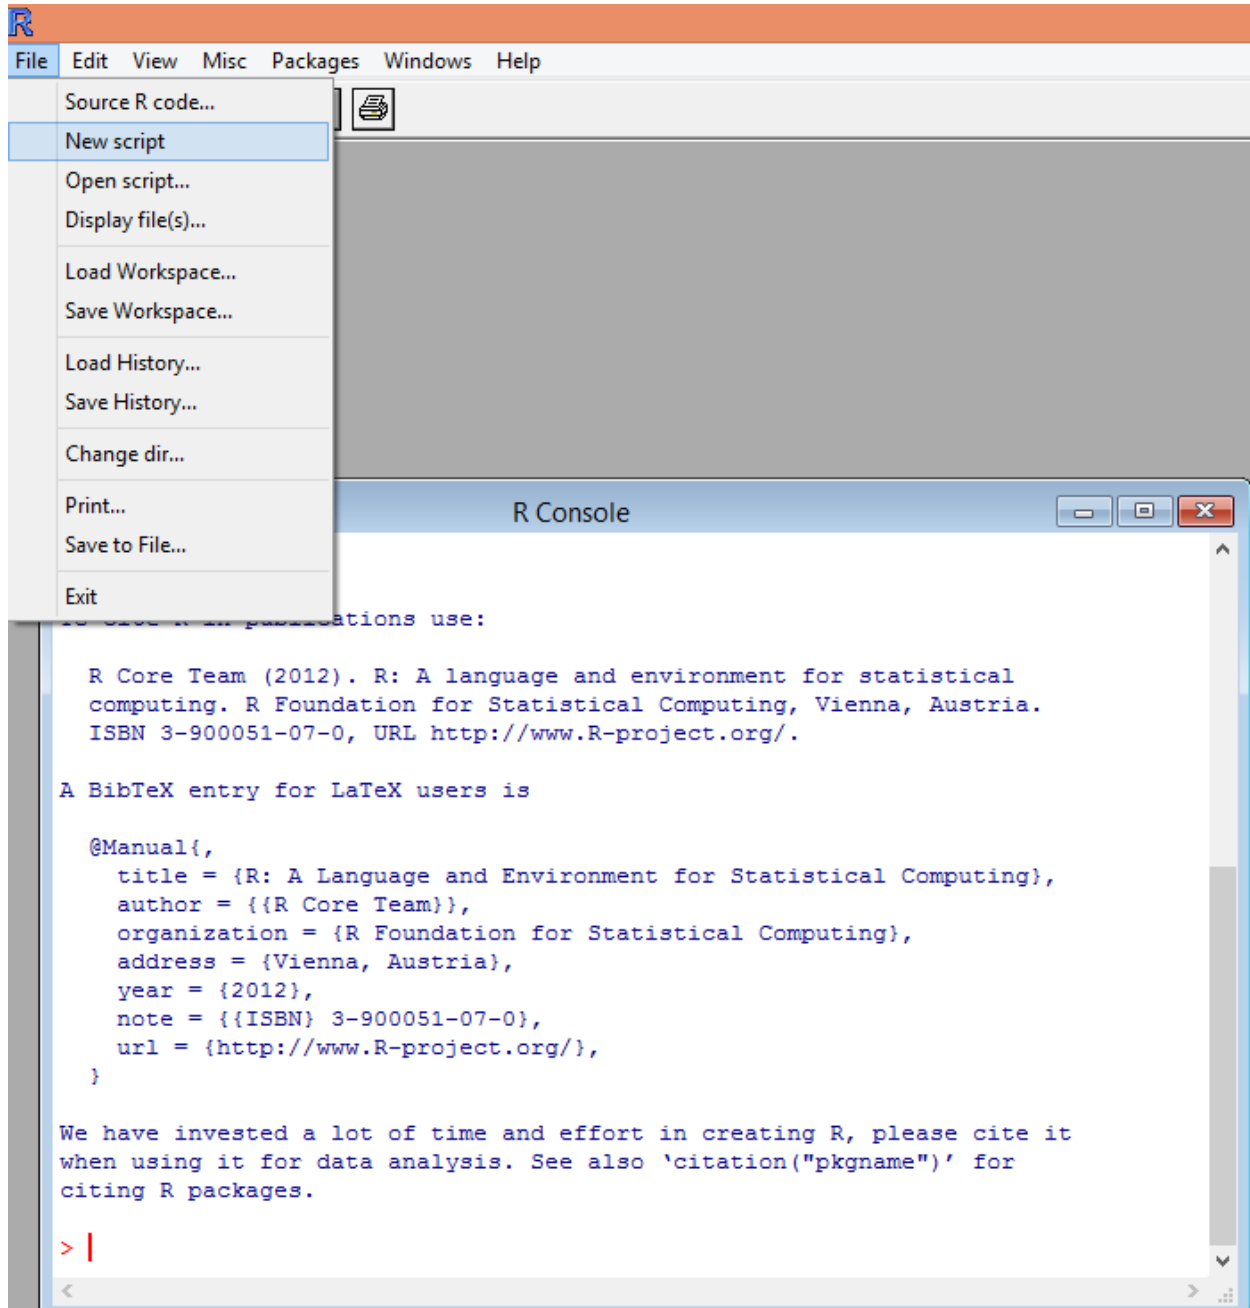 R
File Edit View Misc Packages Windows Help
Source R code...
New script
Open script...
Display file(s)...
Load Workspace...
Save Workspace...
Load History...
Save History...
Change dir...
Print...
Save to File...
Exit
R Console
To cite R in publications use:
R Core Team (2012). R: A language and environment for statistical
computing. R Foundation for Statistical Computing, Vienna, Austria.
ISBN 3-900051-07-0, URL http://www.R-project.org/.
A BibTeX entry for LaTeX users is
@Manual{,
title = {R: A Language and Environment for Statistical Computing},
author = {{R Core Team}},
organization = {R Foundation for Statistical Computing},
address = {Vienna, Austria},
year = {2012},
note = {{ISBN} 3-900051-07-0},
url = {http://www.R-project.org/},
}
We have invested a lot of time and effort in creating R, please cite it
when using it for data analysis. See also ‘citation("pkgname")’ for
citing R packages.
>